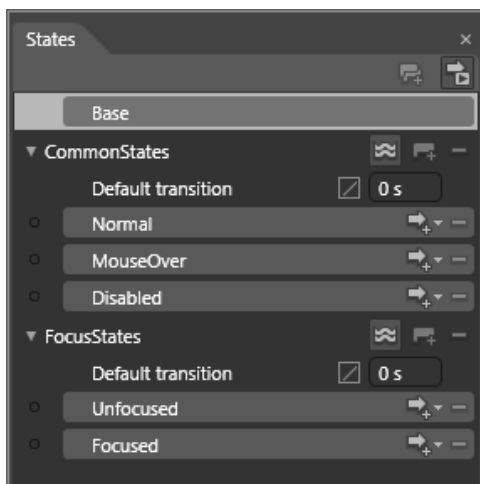 States
Base
CommonStates
Default transition 0 s
Normal
MouseOver
Disabled
FocusStates
Default transition 0 s
Unfocused
Focused